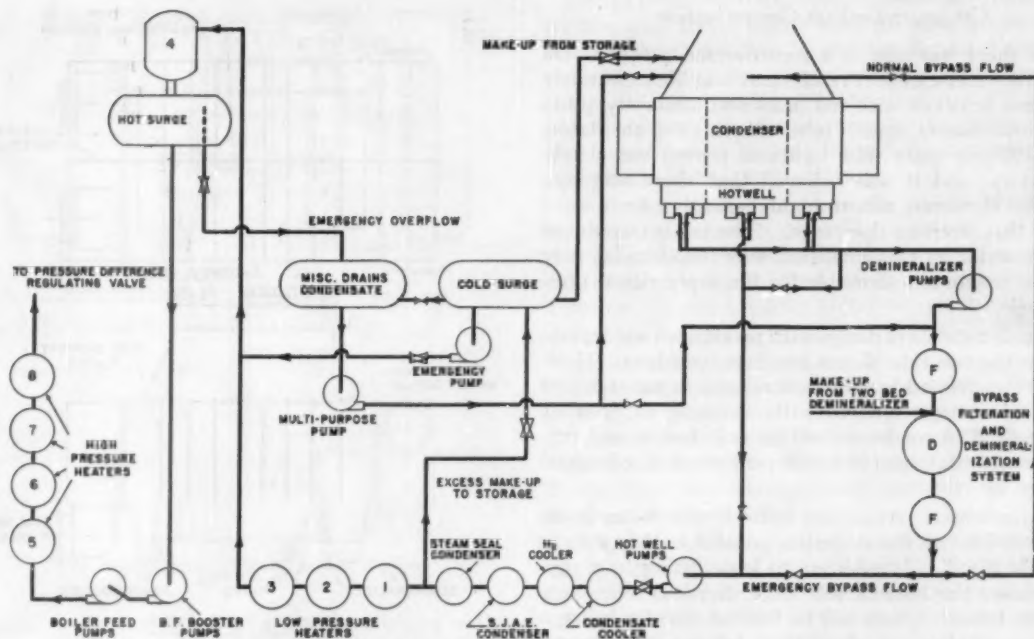 4
MAKE-UP FROM STORAGE
NORMAL BYPASS FLOW
HOT SURGE
CONDENSER
HOTWELL
EMERGENCY OVERFLOW
TO PRESSURE DIFFERENCE
REGULATING VALVE
MISC. DRAINS
CONDENSATE
COLD SURGE
DEMINERALIZER
PUMPS
EMERGENCY
PUMP
MULTI-PURPOSE
PUMP
8
7
6
5
HIGH
PRESSURE
HEATERS
F
MAKE-UP
FROM TWO BED
DEMINERALIZER
BYPASS
FILTERATION
AND
DEMINERAL-
IZATION
SYSTEM
D
F
EXCESS MAKE-UP
TO STORAGE
STEAM SEAL
CONDENSER
H2
COOLER
HOT WELL
PUMPS
3
2
1
EMERGENCY BYPASS FLOW
BOILER FEED
PUMPS
B.F. BOOSTER
PUMPS
LOW PRESSURE
HEATERS
S.J.A.E.
CONDENSER
CONDENSATE
COOLER